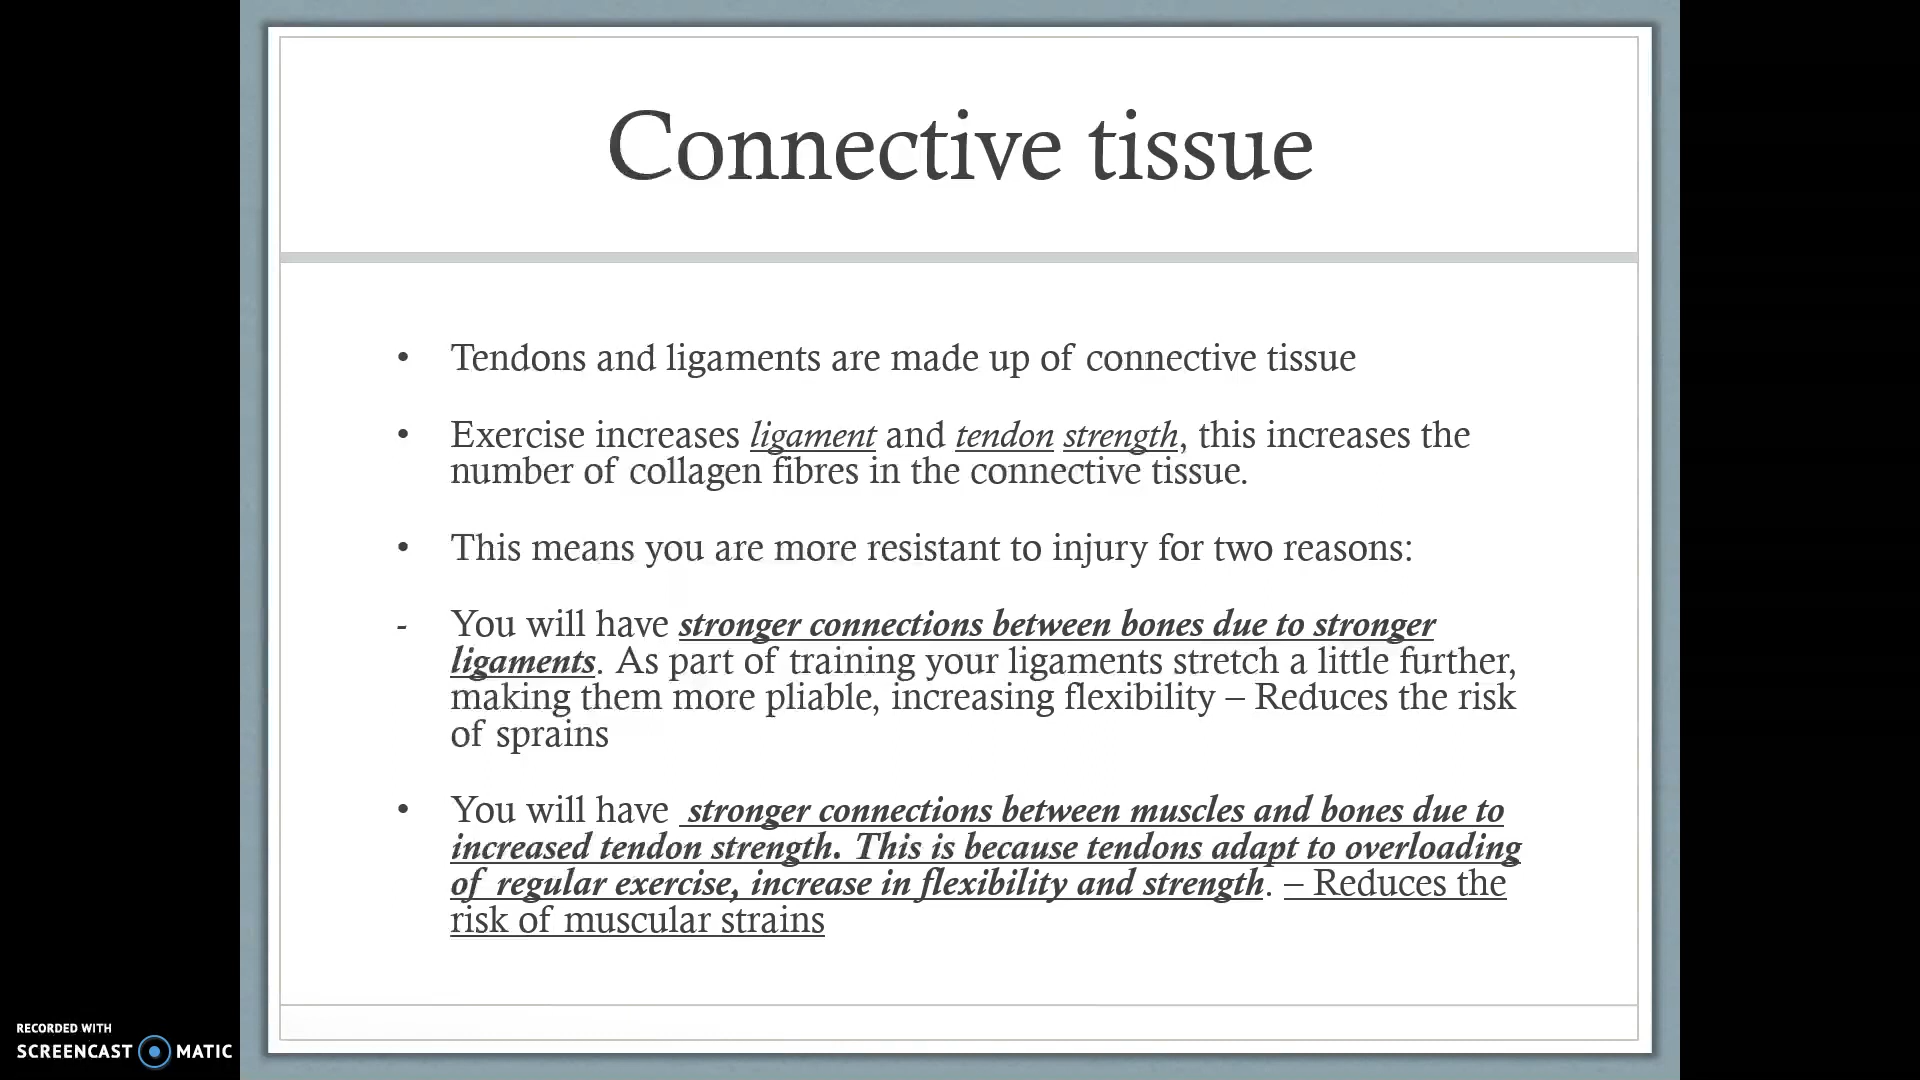 Connective tissue
• Tendons and ligaments are made up of connective tissue
• Exercise increases ligament and tendon strength, this increases the
number of collagen fibres in the connective tissue.
• This means you are more resistant to injury for two reasons:
- You will have stronger connections between bones due to stronger
ligaments. As part of training your ligaments stretch a little further,
making them more pliable, increasing flexibility – Reduces the risk
of sprains
• You will have stronger connections between muscles and bones due to
increased tendon strength. This is because tendons adapt to overloading
of regular exercise, increase in flexibility and strength. – Reduces the
risk of muscular strains
RECORDED WITH
SCREENCAST MATIC